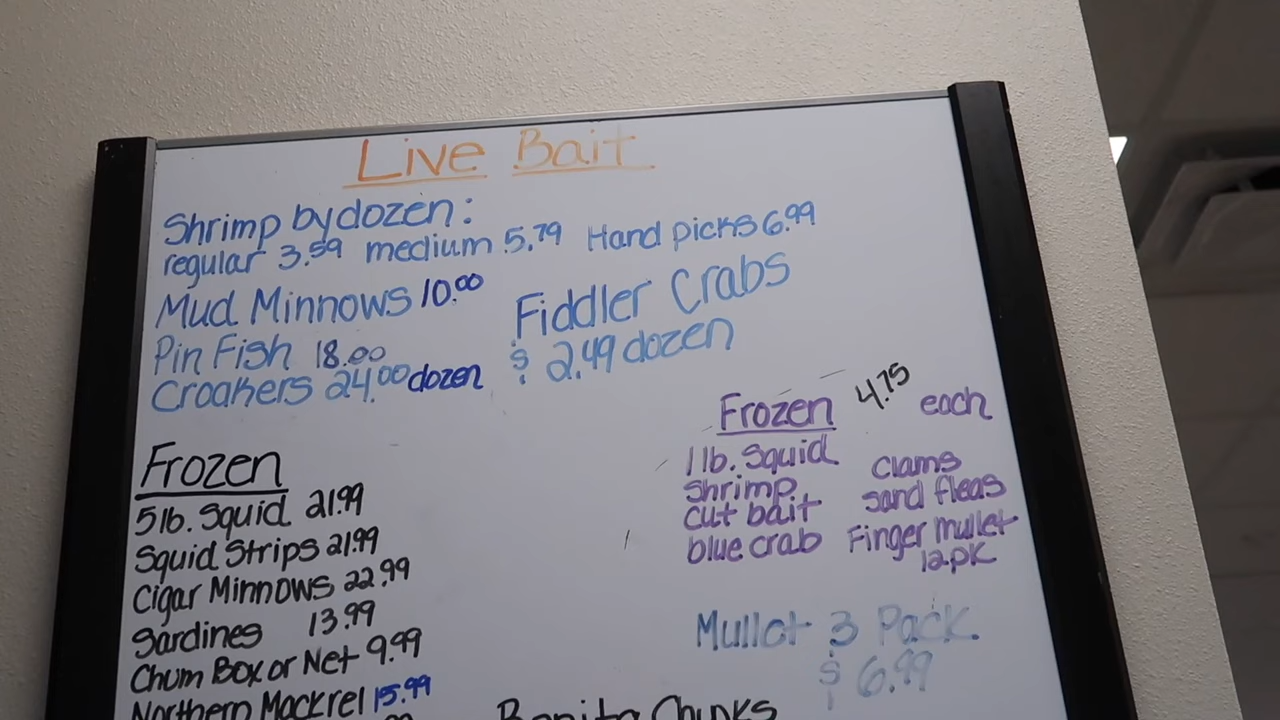 Live Bait
Shrimp by dozen:
regular 3.59 medium 5.79 Hand picks 6.99
Mud Minnows 10.00
Pin Fish 18.00
Croakers 24.00 dozen
Fiddler Crabs
$ 2.49 dozen
Frozen
5lb. Squid 21.99
Squid Strips 21.99
Cigar Minnows 22.99
Sardines 13.99
Chum Box or Net 9.99
Northern Mackrel 15.99
Frozen 4.75 each
1 lb. Squid
shrimp
cut bait
blue crab
clams
sand fleas
Finger mullet
12pk
Mullet 3 Pack
$ 6.99
Bonita Chunks